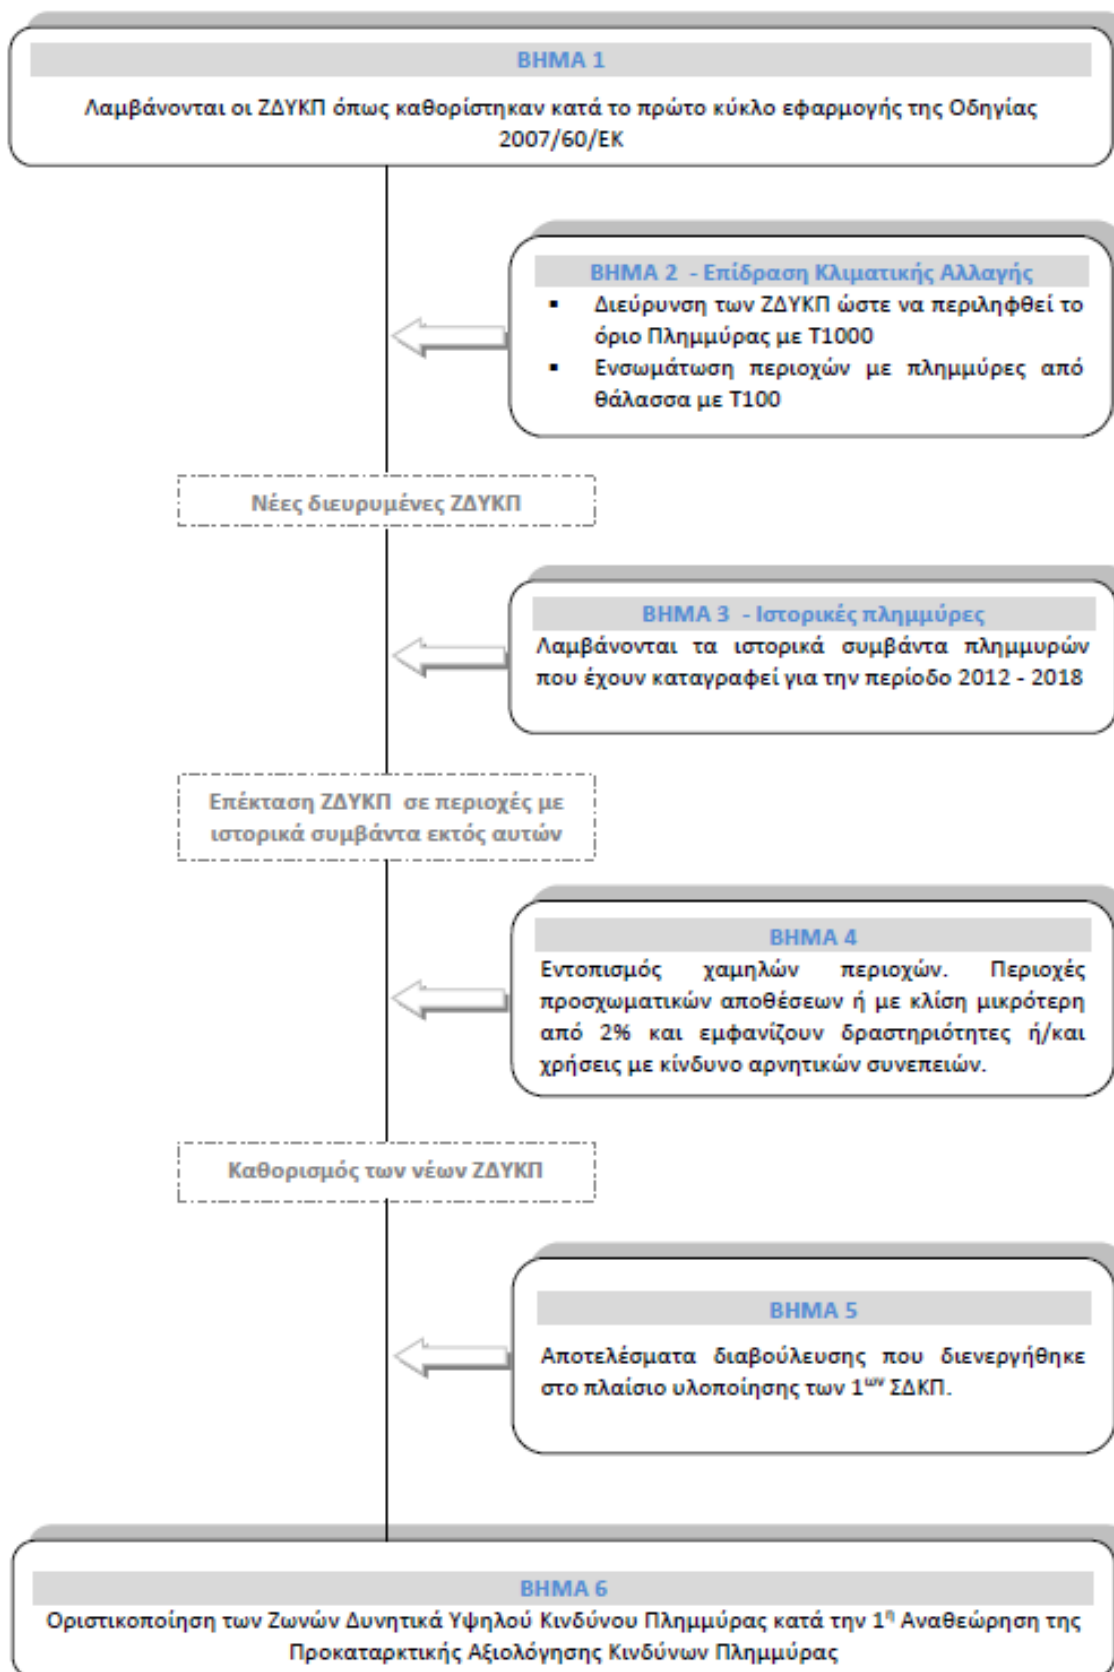 ΒΗΜΑ 1
Λαμβάνονται οι ΖΔΥΚΠ όπως καθορίστηκαν κατά το πρώτο κύκλο εφαρμογής της Οδηγίας
2007/60/ΕΚ
ΒΗΜΑ 2 - Επίδραση Κλιματικής Αλλαγής
▪ Διεύρυνση των ΖΔΥΚΠ ώστε να περιληφθεί το
όριο Πλημμύρας με Τ1000
▪ Ενσωμάτωση περιοχών με πλημμύρες από
θάλασσα με Τ100
Νέες διευρυμένες ΖΔΥΚΠ
ΒΗΜΑ 3 - Ιστορικές πλημμύρες
Λαμβάνονται τα ιστορικά συμβάντα πλημμυρών
που έχουν καταγραφεί για την περίοδο 2012 - 2018
Επέκταση ΖΔΥΚΠ σε περιοχές με
ιστορικά συμβάντα εκτός αυτών
ΒΗΜΑ 4
Εντοπισμός χαμηλών περιοχών. Περιοχές
προσχωματικών αποθέσεων ή με κλίση μικρότερη
από 2% και εμφανίζουν δραστηριότητες ή/και
χρήσεις με κίνδυνο αρνητικών συνεπειών.
Καθορισμός των νέων ΖΔΥΚΠ
ΒΗΜΑ 5
Αποτελέσματα διαβούλευσης που διενεργήθηκε
στο πλαίσιο υλοποίησης των 1ων ΣΔΚΠ.
ΒΗΜΑ 6
Οριστικοποίηση των Ζωνών Δυνητικά Υψηλού Κινδύνου Πλημμύρας κατά την 1η Αναθεώρηση της
Προκαταρκτικής Αξιολόγησης Κινδύνων Πλημμύρας